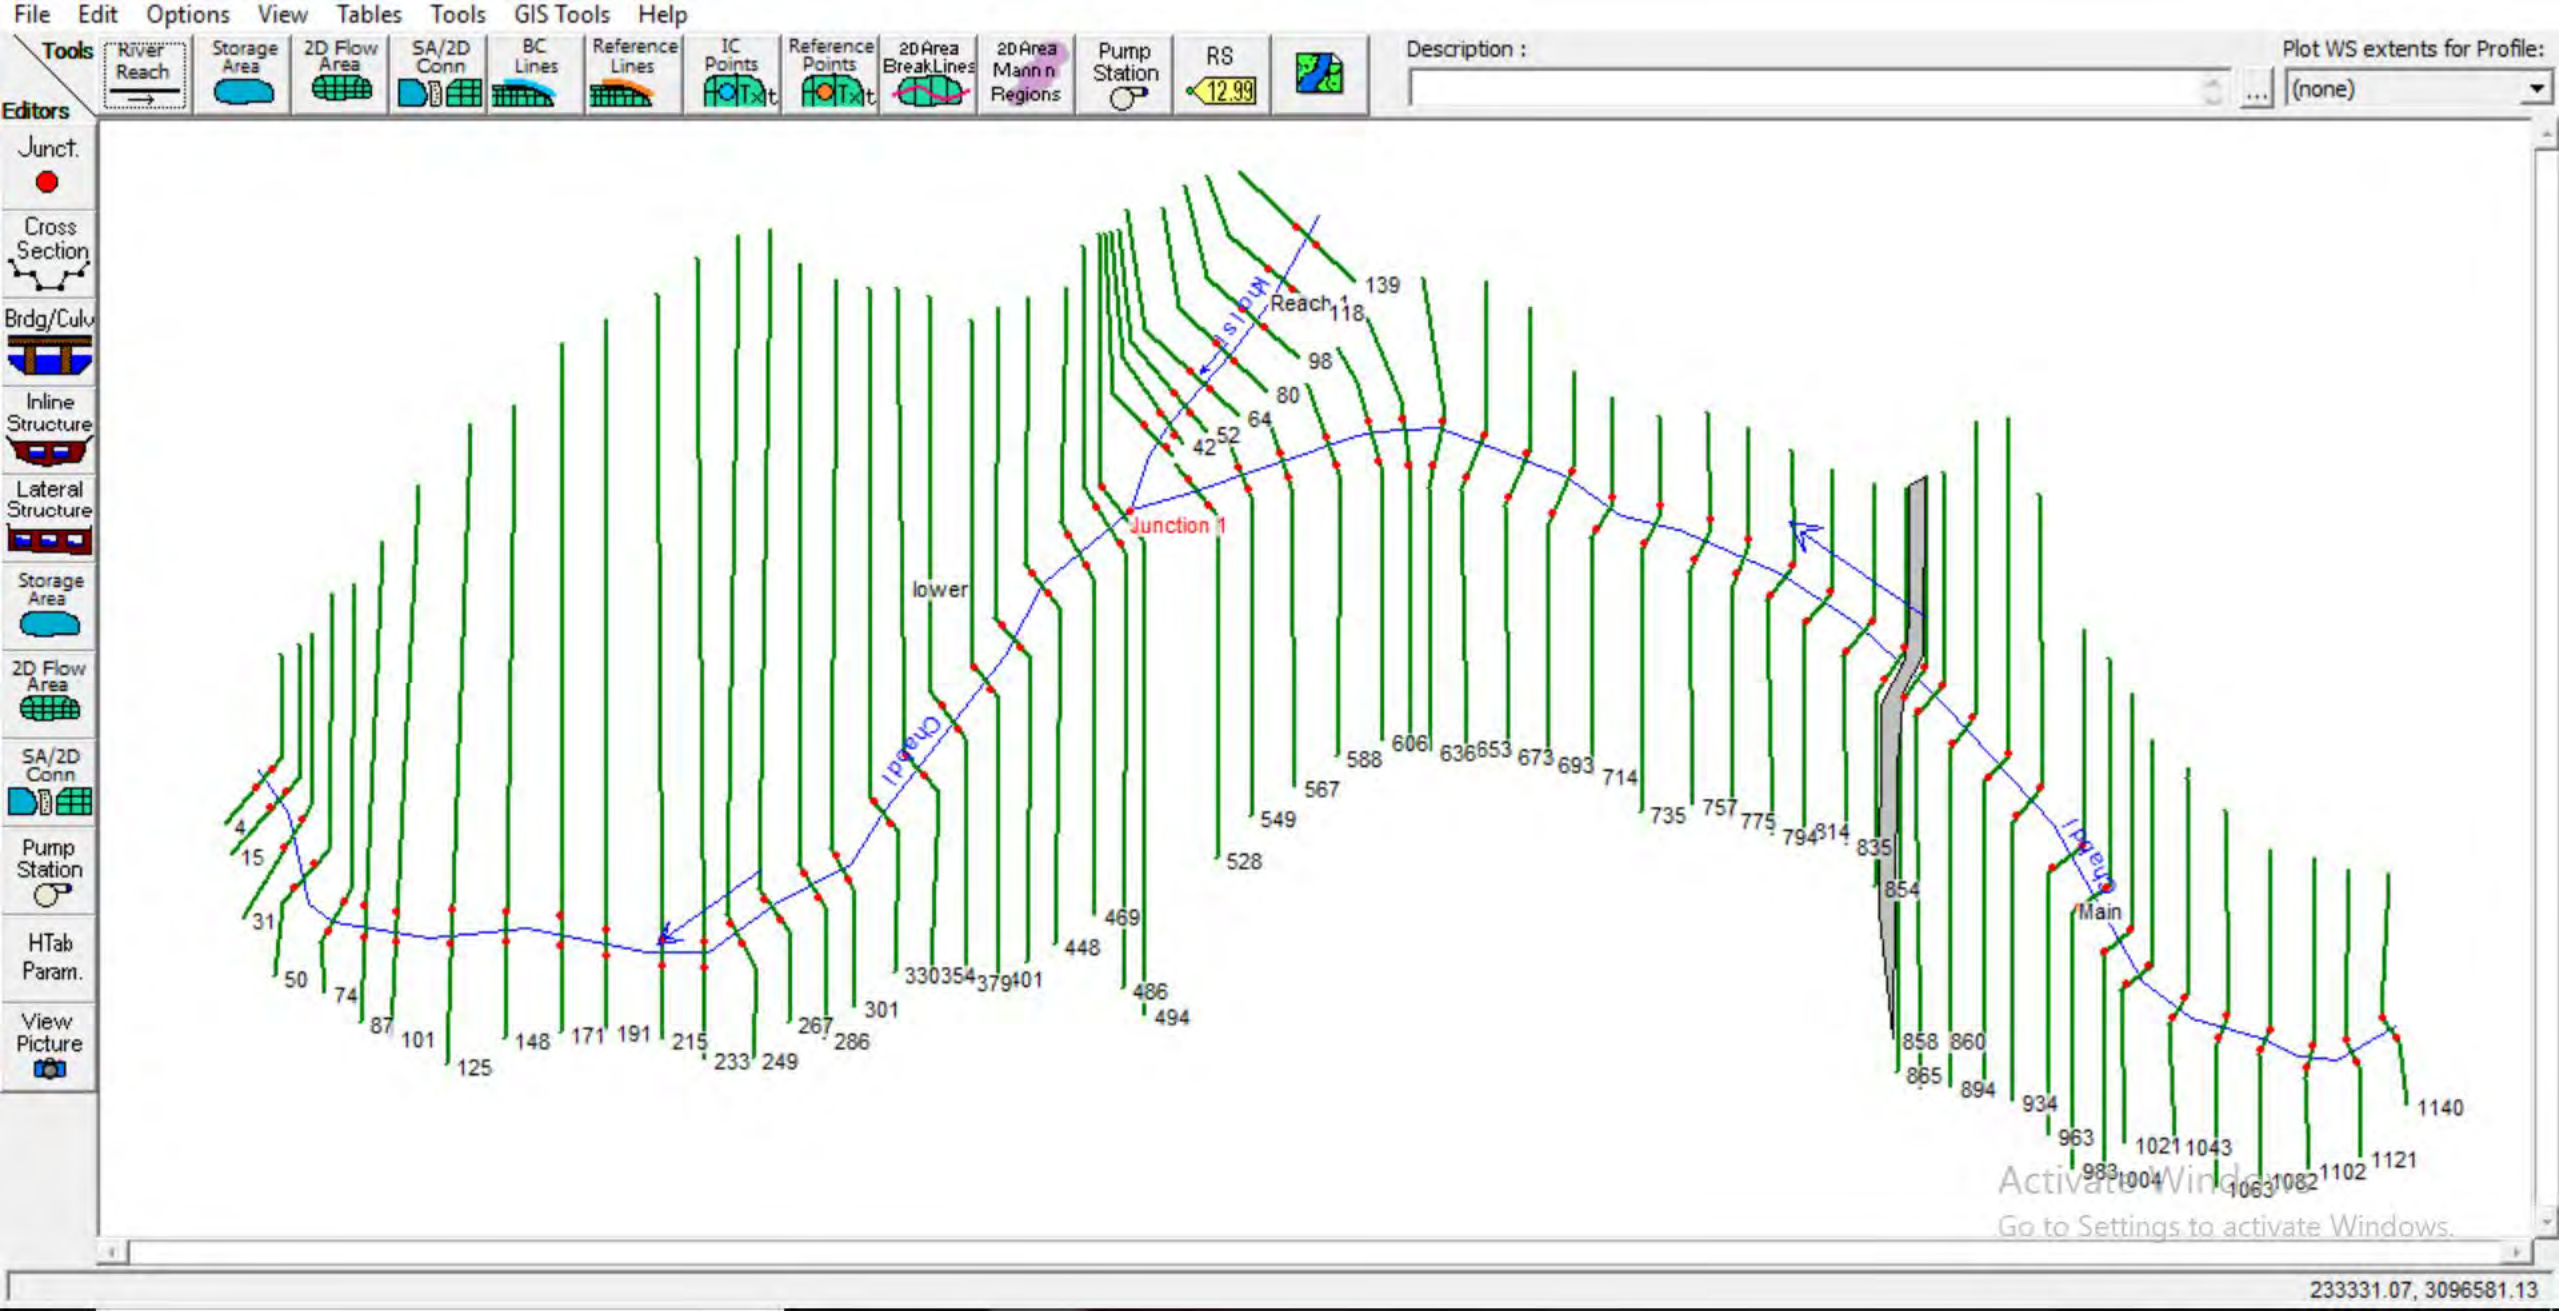 File Edit Options View Tables Tools GIS Tools Help
Tools
Editors
River Reach
Storage Area
2D Flow Area
SA/2D Conn
BC Lines
Reference Lines
IC Points
Reference Points
2D Area BreakLines
2D Area Mann n Regions
Pump Station
RS
12.99
Description :
...
Plot WS extents for Profile:
(none)
Junct.
Cross Section
Brdg/Culv
Inline Structure
Lateral Structure
Storage Area
2D Flow Area
SA/2D Conn
Pump Station
HTab Param.
View Picture
139
Reach 1
118
98
80
64
52
42
Junction 1
lower
Chabdi
4
15
31
50
74
87
101
125
148
171
191
215
233
249
267
286
301
330
354
379
401
448
469
486
494
528
549
567
588
606
636
653
673
693
714
735
757
775
794
814
835
854
858
860
865
894
934
963
983
1004
1021
1043
1063
1082
1102
1121
1140
Chabdi
Main
Activate Windows
Go to Settings to activate Windows.
233331.07, 3096581.13